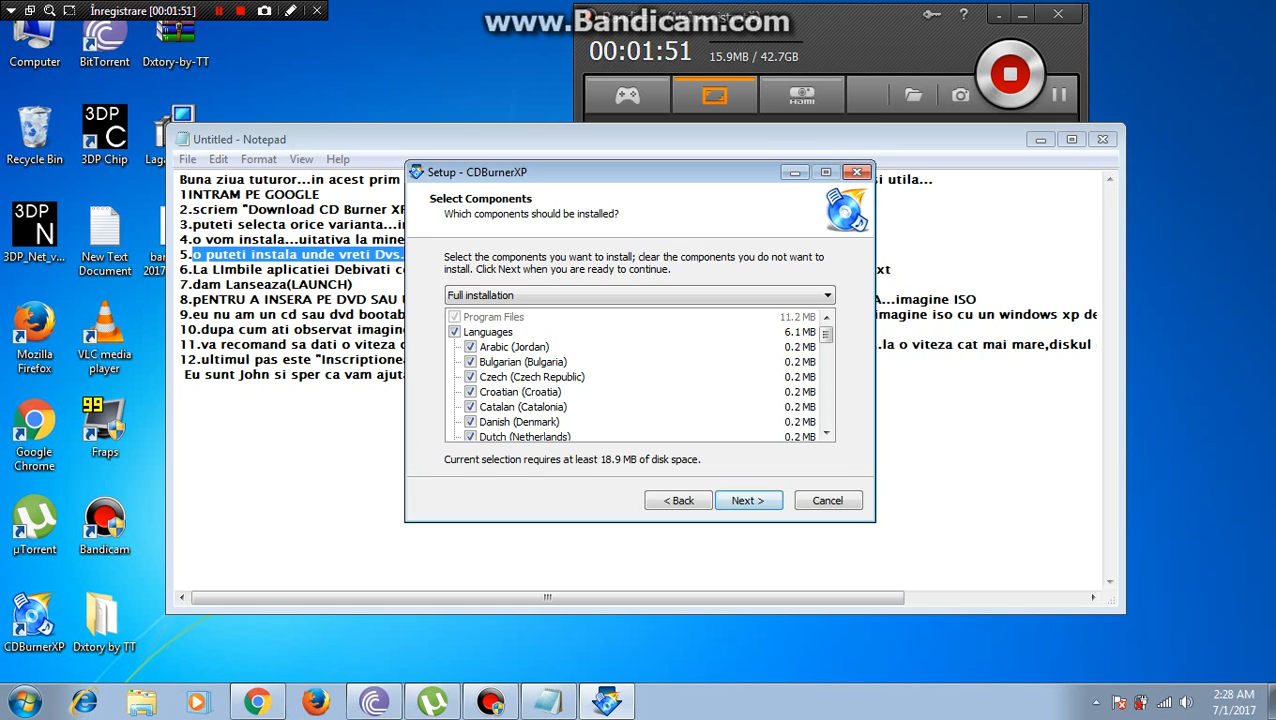 Înregistrare [00:01:51]
www.Bandicam.com
00:01:51
15.9MB / 42.7GB
HDMI
Computer
BitTorrent
Dxtory-by-TT
Recycle Bin
3DP Chip
3DP_Net_v...
New Text Document
Mozilla Firefox
VLC media player
Google Chrome
99
Fraps
µTorrent
Bandicam
CDBurnerXP
Dxtory by TT
Untitled - Notepad
File Edit Format View Help
Buna ziua tuturor...in acest prim
si utila...
1INTRAM PE GOOGLE
2.scriem "Download CD Burner XP
3.puteti selecta orice varianta...i
4.o vom instala...uitativa la mine
5.o puteti instala unde vreti Dvs.
6.La LImbile aplicatiei Debivati c
7.dam Lanseaza(LAUNCH)
8.pENTRU A INSERA PE DVD SAU
A...imagine ISO
9.eu nu am un cd sau dvd bootab
imagine iso cu un windows xp de
10.dupa cum ati observat imagin
11.va recomand sa dati o viteza c
.la o viteza cat mai mare,diskul
12.ultimul pas este "Inscriptione
Eu sunt John si sper ca vam ajuta
Setup - CDBurnerXP
Select Components
Which components should be installed?
Select the components you want to install; clear the components you do not want to
install. Click Next when you are ready to continue.
Full installation
Program Files 11.2 MB
Languages 6.1 MB
Arabic (Jordan) 0.2 MB
Bulgarian (Bulgaria) 0.2 MB
Czech (Czech Republic) 0.2 MB
Croatian (Croatia) 0.2 MB
Catalan (Catalonia) 0.2 MB
Danish (Denmark) 0.2 MB
Dutch (Netherlands) 0.2 MB
Current selection requires at least 18.9 MB of disk space.
< Back
Next >
Cancel
2:28 AM
7/1/2017